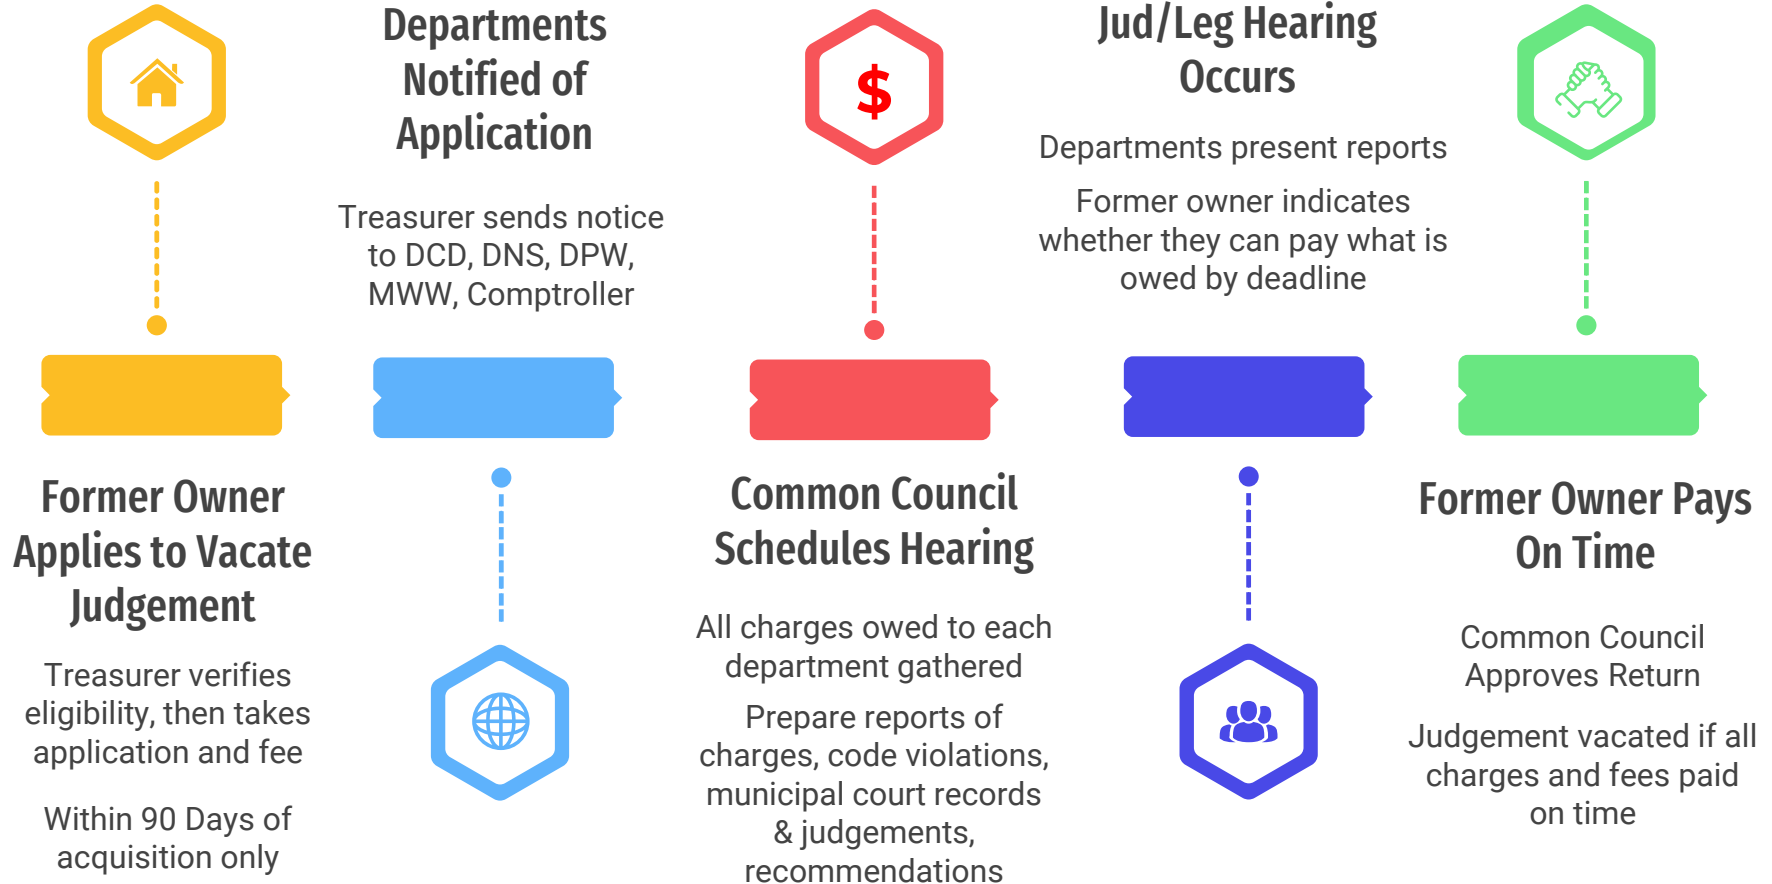 Former Owner
Applies to Vacate
Judgement
Treasurer verifies
eligibility, then takes
application and fee
Within 90 Days of
acquisition only
Departments
Notified of
Application
Treasurer sends notice
to DCD, DNS, DPW,
MWW, Comptroller
$
Common Council
Schedules Hearing
All charges owed to each
department gathered
Prepare reports of
charges, code violations,
municipal court records
& judgements,
recommendations
Jud/Leg Hearing
Occurs
Departments present reports
Former owner indicates
whether they can pay what is
owed by deadline
Former Owner Pays
On Time
Common Council
Approves Return
Judgement vacated if all
charges and fees paid
on time